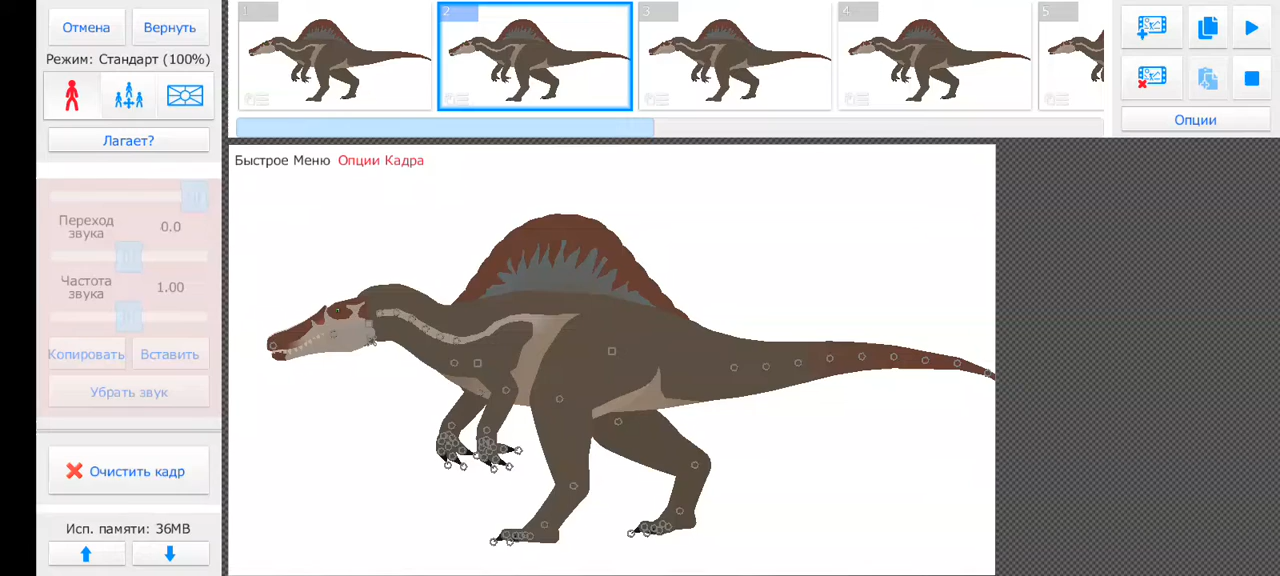 Отмена
Вернуть
Режим: Стандарт (100%)
Лагает?
Переход звука 0.0
Частота звука 1.00
Копировать
Вставить
Убрать звук
Очистить кадр
Исп. памяти: 36MB
1
2
3
4
5
Опции
Быстрое Меню Опции Кадра